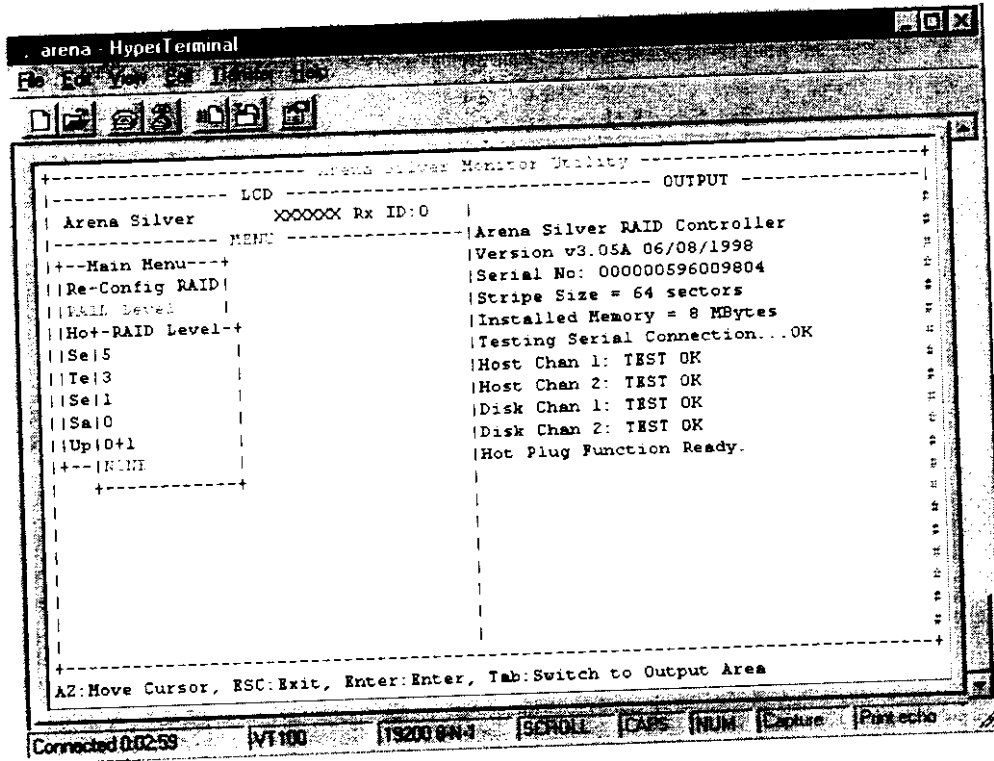 arena - HyperTerminal
File Edit View Call Transfer Help
Arena Silver Monitor Utility
LCD
OUTPUT
Arena Silver XXXXXX Rx ID:0
MENU
Main Menu
Re-Config RAID
RAID Level
Ho
RAID Level
Se 5
Te 3
Se 1
Sa 0
Up 0+1
NONE
Arena Silver RAID Controller
Version v3.05A 06/08/1998
Serial No: 000000596009804
Stripe Size = 64 sectors
Installed Memory = 8 MBytes
Testing Serial Connection...OK
Host Chan 1: TEST OK
Host Chan 2: TEST OK
Disk Chan 1: TEST OK
Disk Chan 2: TEST OK
Hot Plug Function Ready.
AZ:Move Cursor, ESC:Exit, Enter:Enter, Tab:Switch to Output Area
Connected 0:02:59 VT100 19200 8-N-1 SCROLL CAPS NUM Capture Print echo